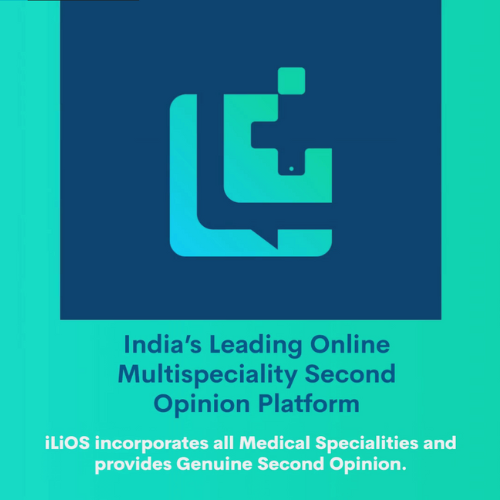 India’s Leading Online
Multispeciality Second
Opinion Platform
iLiOS incorporates all Medical Specialities and
provides Genuine Second Opinion.